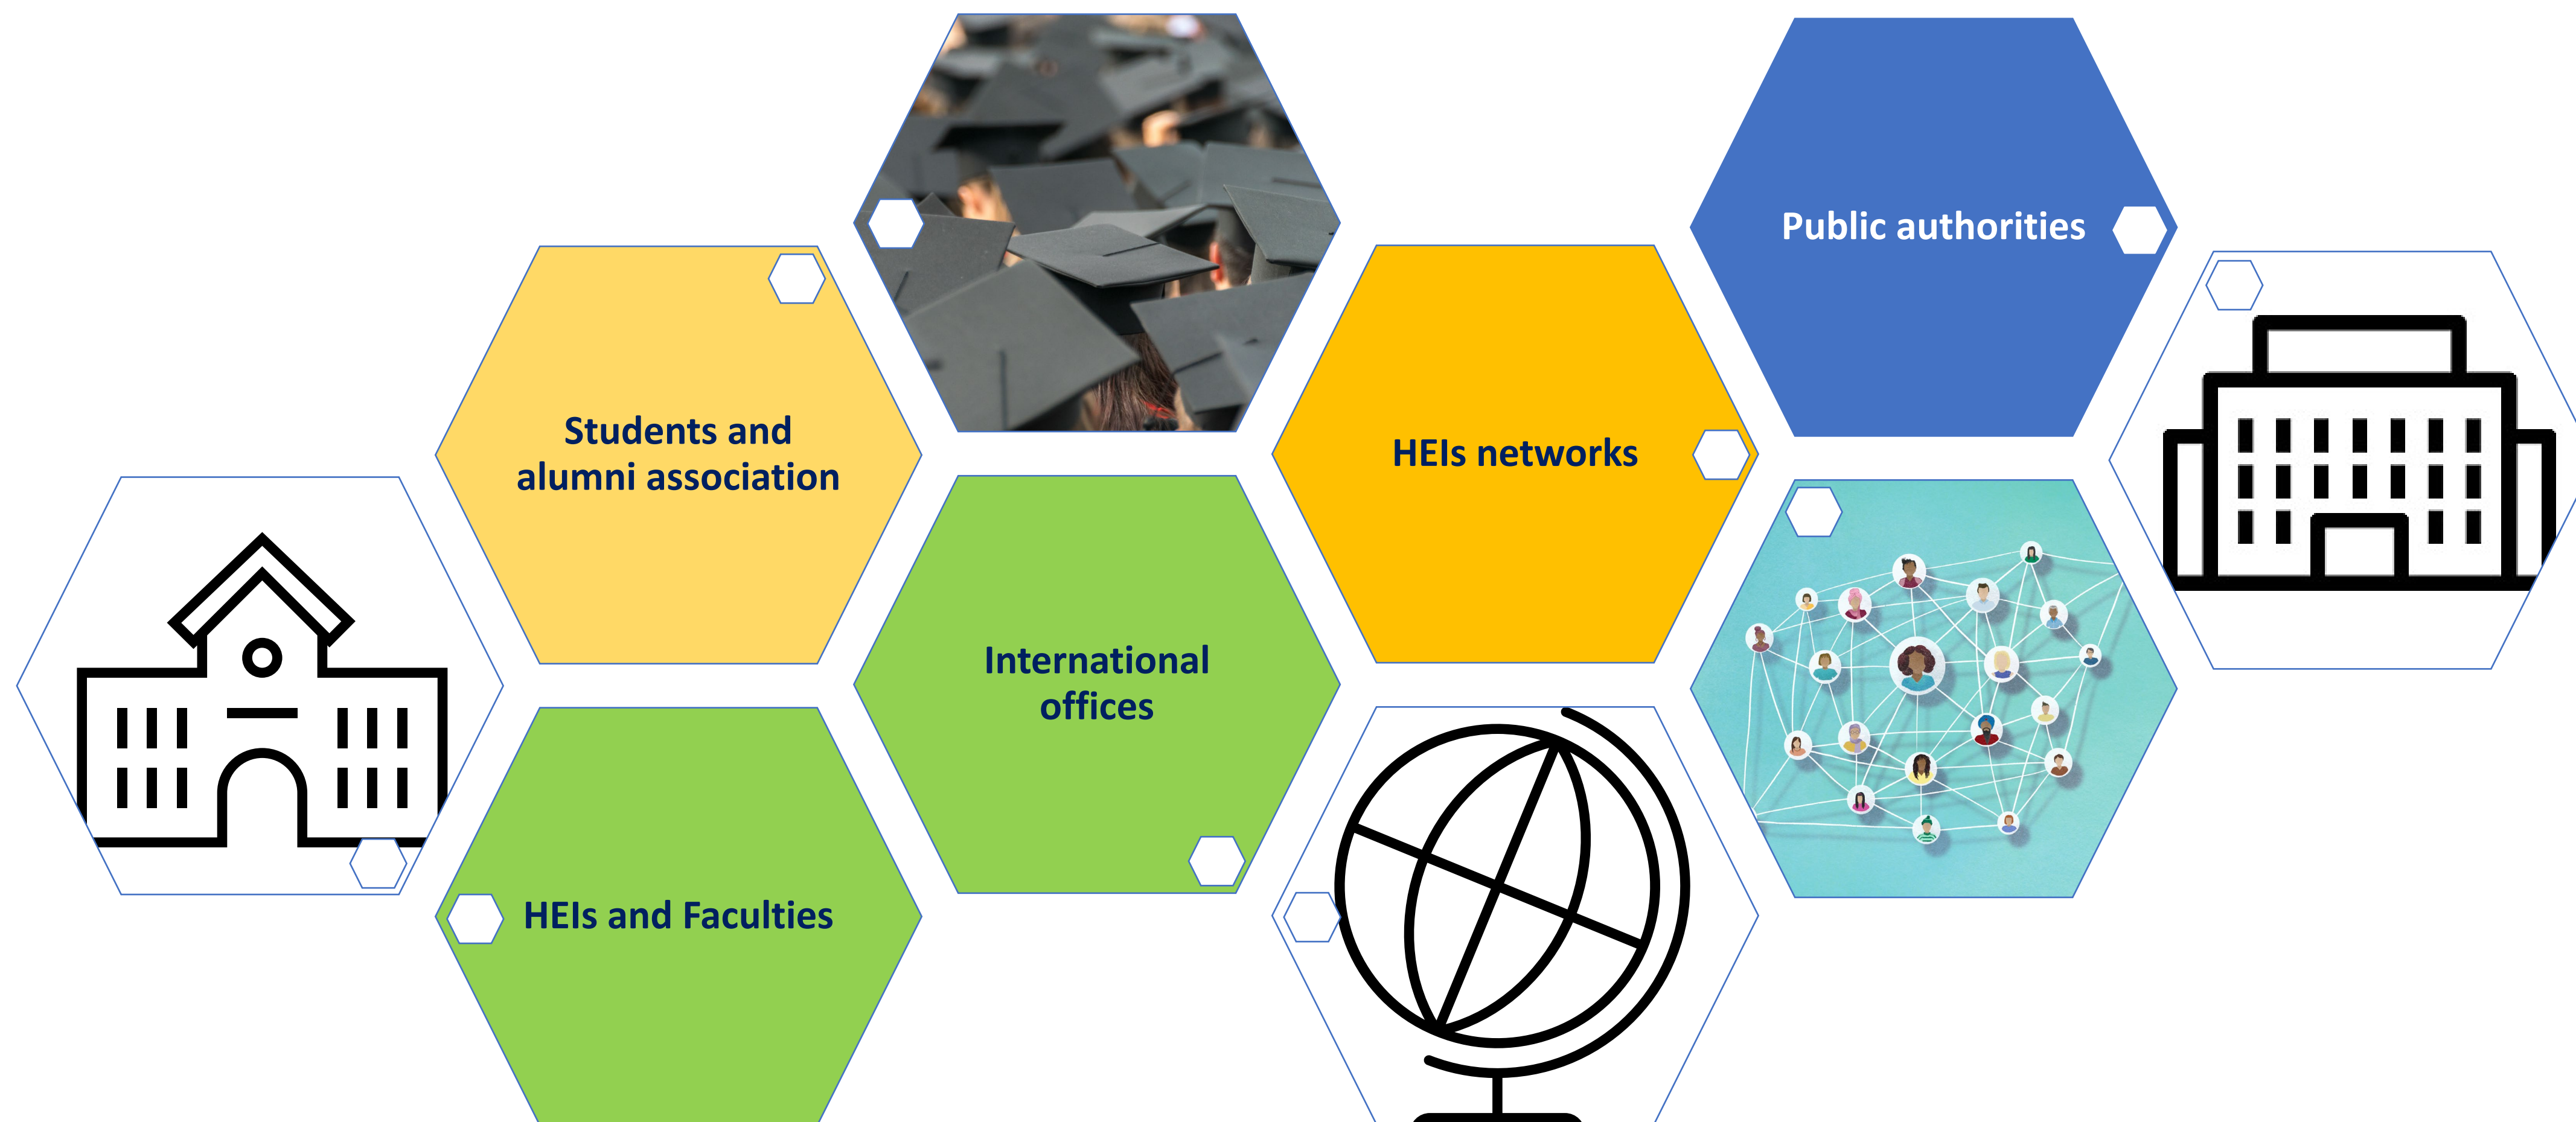 Students and
alumni association
HEIs and Faculties
International
offices
HEIs networks
Public authorities